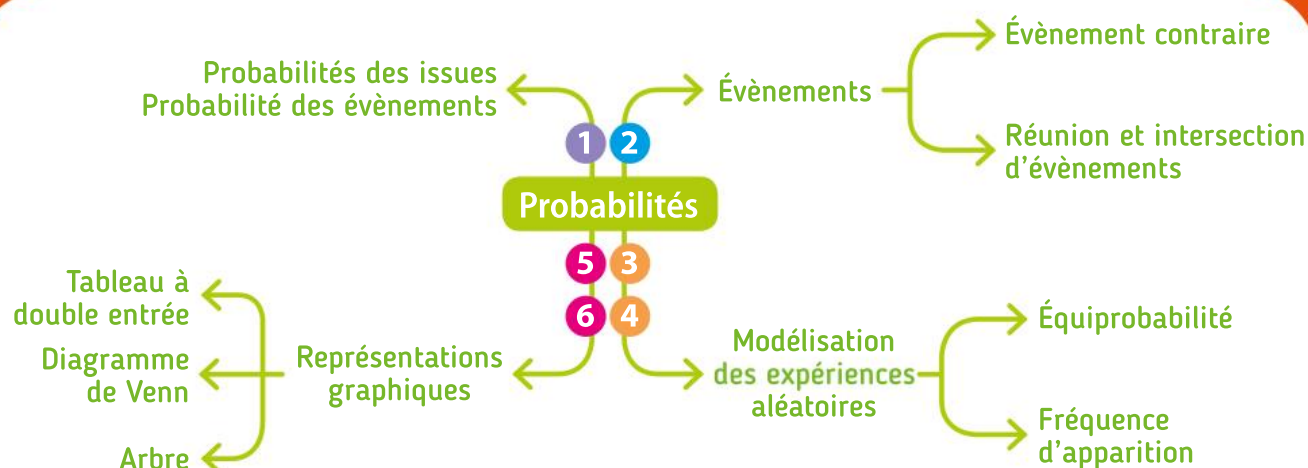 Probabilités des issues
Probabilité des évènements
1
2
Évènements
Évènement contraire
Réunion et intersection
d'évènements
Probabilités
5
3
6
4
Tableau à
double entrée
Diagramme
de Venn
Arbre
Représentations
graphiques
Modélisation
des expériences
aléatoires
Équiprobabilité
Fréquence
d'apparition